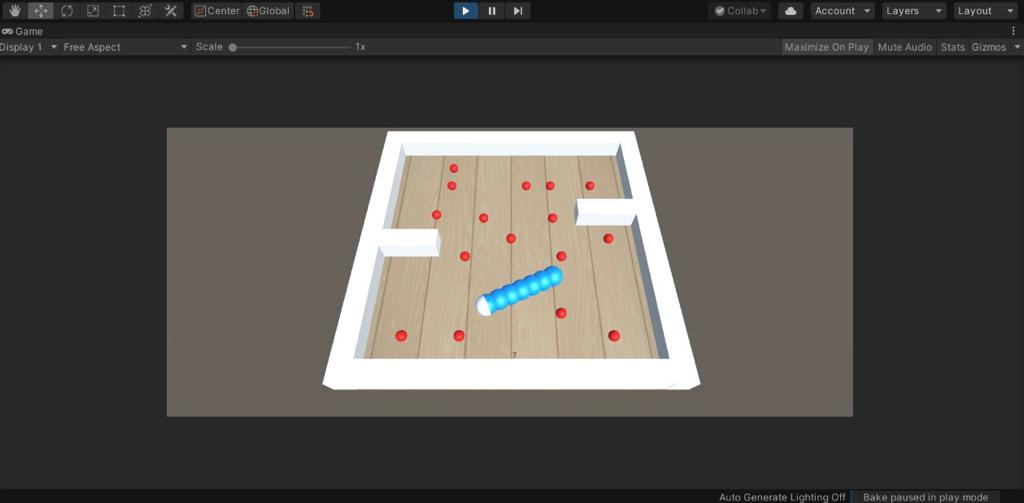 Center Global Collab Account Layers Layout
Game
Display 1 Free Aspect Scale 1x Maximize On Play Mute Audio Stats Gizmos
7
Auto Generate Lighting Off Bake paused in play mode